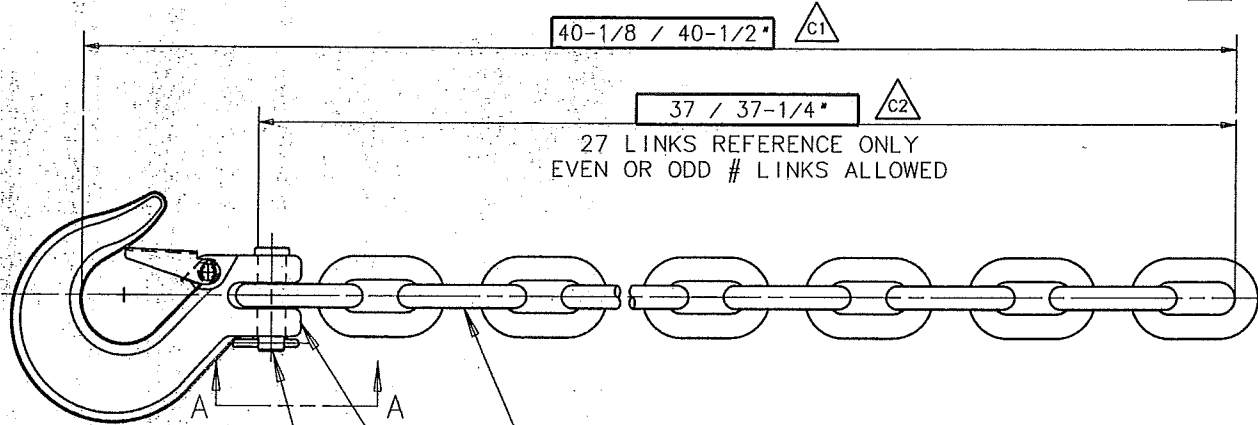 40-1/8 / 40-1/2"
C1
37 / 37-1/4"
C2
27 LINKS REFERENCE ONLY
EVEN OR ODD # LINKS ALLOWED
A A